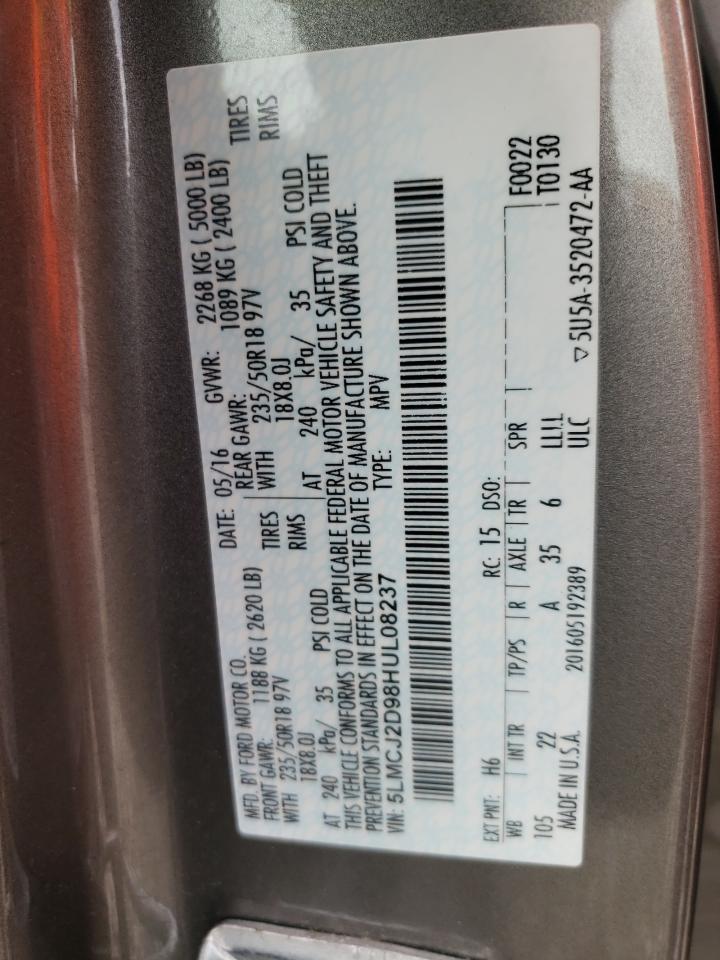 MFD. BY FORD MOTOR CO.
DATE: 05/16 GVWR: 2268 KG ( 5000 LB)
FRONT GAWR: 1188 KG ( 2620 LB) REAR GAWR: 1089 KG ( 2400 LB)
WITH 235/50R18 97V TIRES WITH 235/50R18 97V TIRES
18X8.0J RIMS 18X8.0J RIMS
AT 240 kPa/ 35 PSI COLD AT 240 kPa/ 35 PSI COLD
THIS VEHICLE CONFORMS TO ALL APPLICABLE FEDERAL MOTOR VEHICLE SAFETY AND THEFT
PREVENTION STANDARDS IN EFFECT ON THE DATE OF MANUFACTURE SHOWN ABOVE.
VIN: 5LMCJ2D98HUL08237 TYPE: MPV
EXT PNT: H6 RC: 15 DSO:
WB INT TR TP/PS R AXLE TR SPR F0022
105 22 A 35 6 T0130
MADE IN U.S.A. 201605192389 ULC 5U5A-3520472-AA